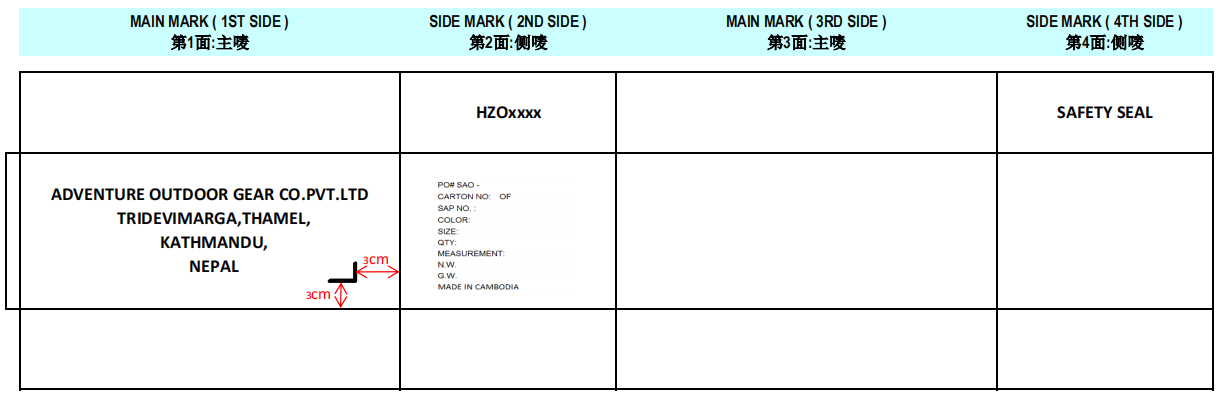 MAIN MARK ( 1ST SIDE )
第1面:主唛
SIDE MARK ( 2ND SIDE )
第2面:侧唛
MAIN MARK ( 3RD SIDE )
第3面:主唛
SIDE MARK ( 4TH SIDE )
第4面:侧唛
HZOxxxx
SAFETY SEAL
ADVENTURE OUTDOOR GEAR CO.PVT.LTD
TRIDEVIMARGA,THAMEL,
KATHMANDU,
NEPAL
3cm
3cm
PO# SAO -
CARTON NO: OF
SAP NO. :
COLOR:
SIZE:
QTY:
MEASUREMENT:
N.W.
G.W.
MADE IN CAMBODIA